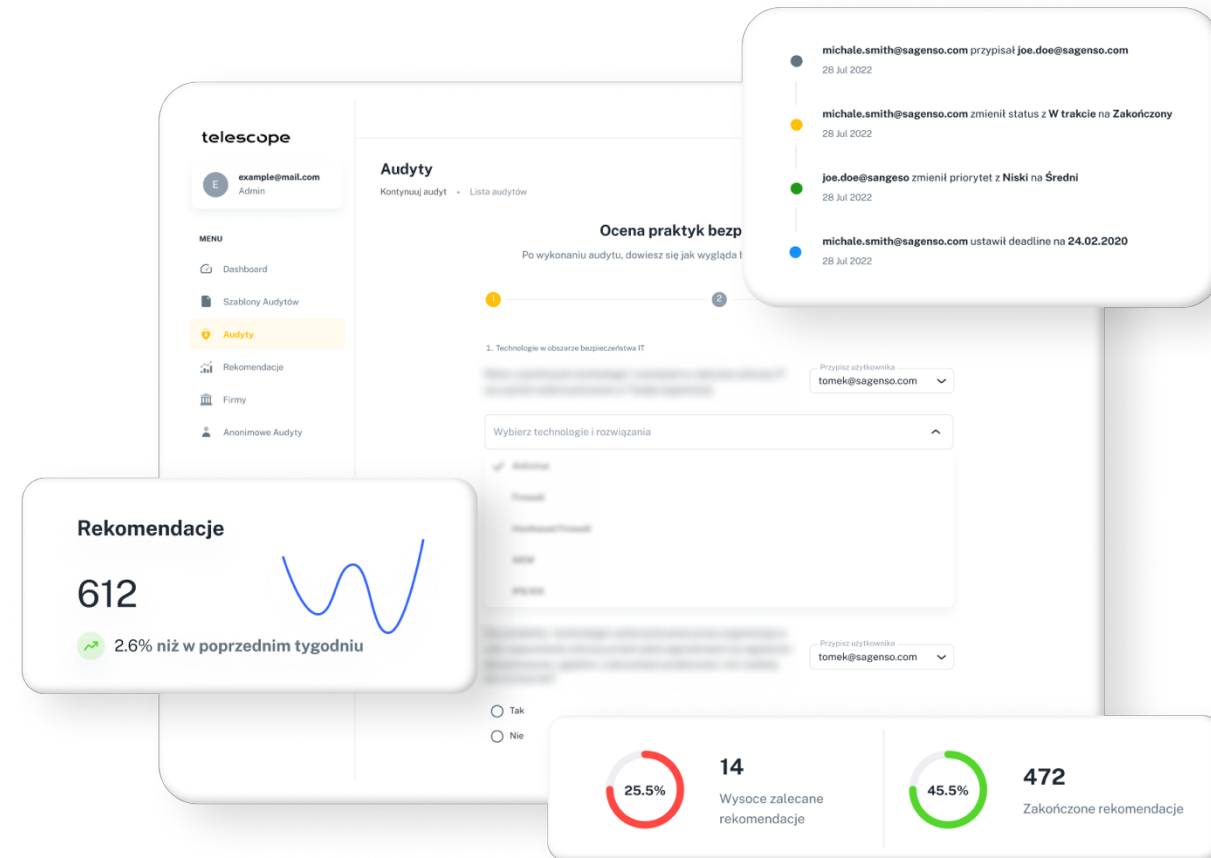 michale.smith@sagenso.com przypisał joe.doe@sagenso.com
28 Jul 2022
michale.smith@sagenso.com zmienił status z W trakcie na Zakończony
28 Jul 2022
joe.doe@sangeso zmienił priorytet z Niski na Średni
28 Jul 2022
michale.smith@sagenso.com ustawił deadline na 24.02.2020
28 Jul 2022
telescope
E
example@mail.com
Admin
MENU
Dashboard
Szablony Audytów
Audyty
Rekomendacje
Firmy
Anonimowe Audyty
Audyty
Kontynuuj audyt • Lista audytów
Ocena praktyk bezp
Po wykonaniu audytu, dowiesz się jak wygląda b
1
2
1. Technologie w obszarze bezpieczeństwa IT
Przypisz użytkownika
tomek@sagenso.com
Wybierz technologie i rozwiązania
Antivirus
Firewall
Przypisz użytkownika
tomek@sagenso.com
Tak
Nie
Rekomendacje
612
2.6% niż w poprzednim tygodniu
25.5%
14
Wysoce zalecane
rekomendacje
45.5%
472
Zakończone rekomendacje